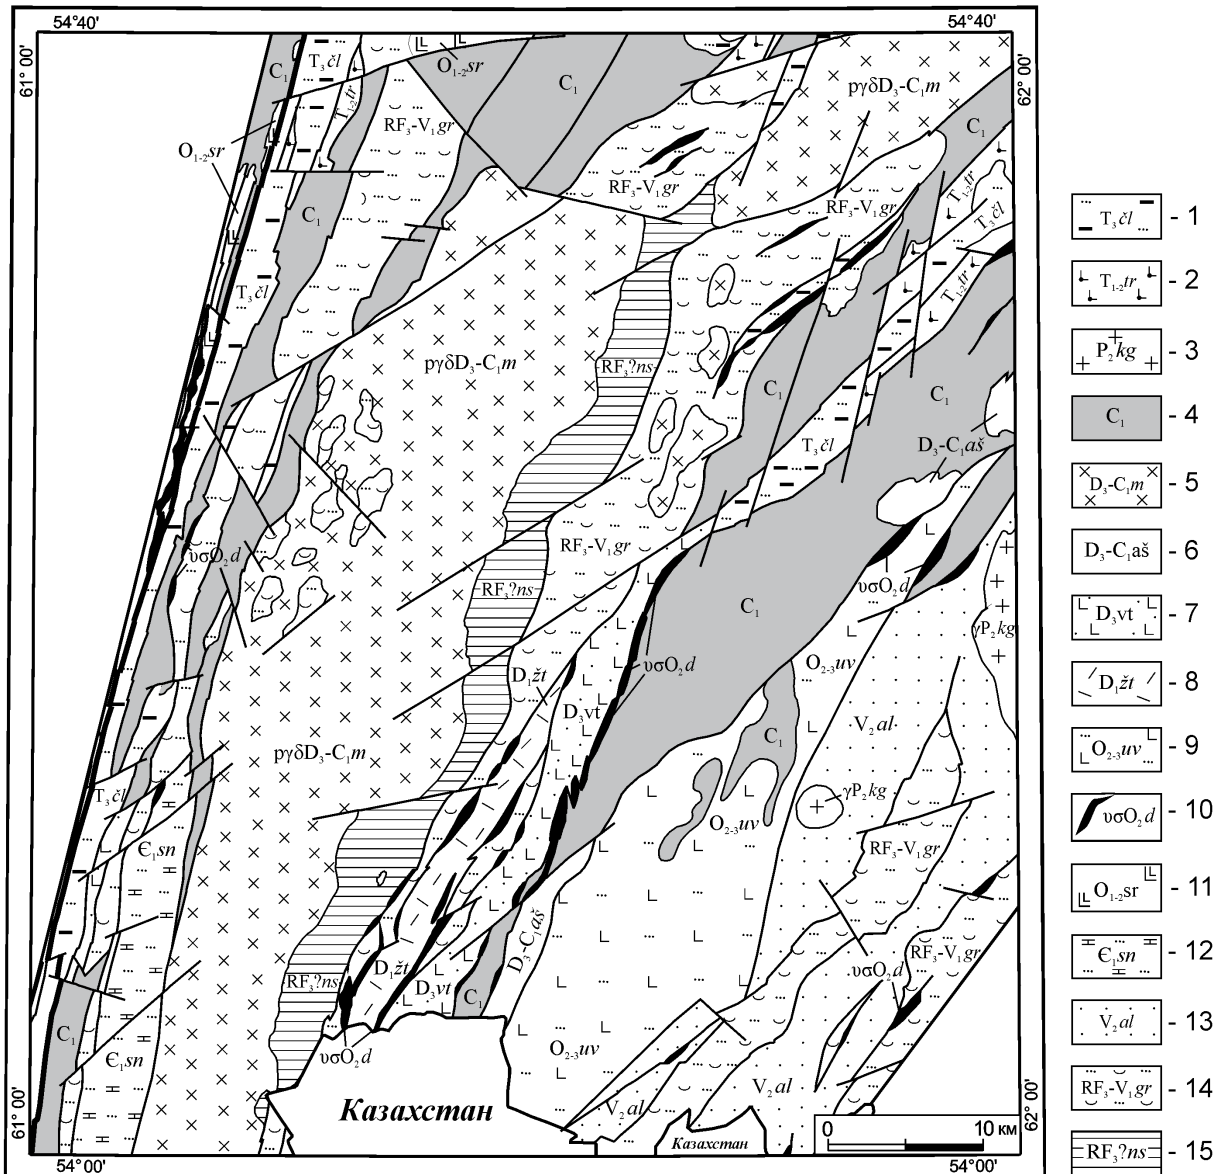 54°40'
54°40'
61° 00'
62° 00'
C₁
T₃čl
T₁₋₂tr
O₁₋₂sr
C₁
pγδD₃-C₁m
RF₃-V₁gr
C₁
O₁₋₂sr
RF₃-V₁gr
T₁₋₂tr
RF₃-V₁gr
C₁
T₃čl
T₃čl
T₁₋₂tr
pγδD₃-C₁m
RF₃?ns
C₁
C₁
T₃čl
D₃-C₁aš
υσO₂d
RF₃-V₁gr
RF₃?ns
υσO₂d
C₁
γP₂kg
O₂₋₃uv
D₁žt
υσO₂d
D₃vt
V₂al
C₁
pγδD₃-C₁m
T₃čl
γP₂kg
O₂₋₃uv
Є₁sn
RF₃-V₁gr
D₃-C₁aš
RF₃-V₁gr
υσO₂d
D₁žt
RF₃?ns
D₃vt
C₁
C₁
Є₁sn
υσO₂d
O₂₋₃uv
V₂al
V₂al
Казахстан
Казахстан
0 10 км
61° 00'
62° 00'
54°00'
54°00'
T₃čl - 1
T₁₋₂tr - 2
P₂kg - 3
C₁ - 4
D₃-C₁m - 5
D₃-C₁aš - 6
D₃vt - 7
D₁žt - 8
O₂₋₃uv - 9
υσO₂d - 10
O₁₋₂sr - 11
Є₁sn - 12
V₂al - 13
RF₃-V₁gr - 14
RF₃?ns - 15